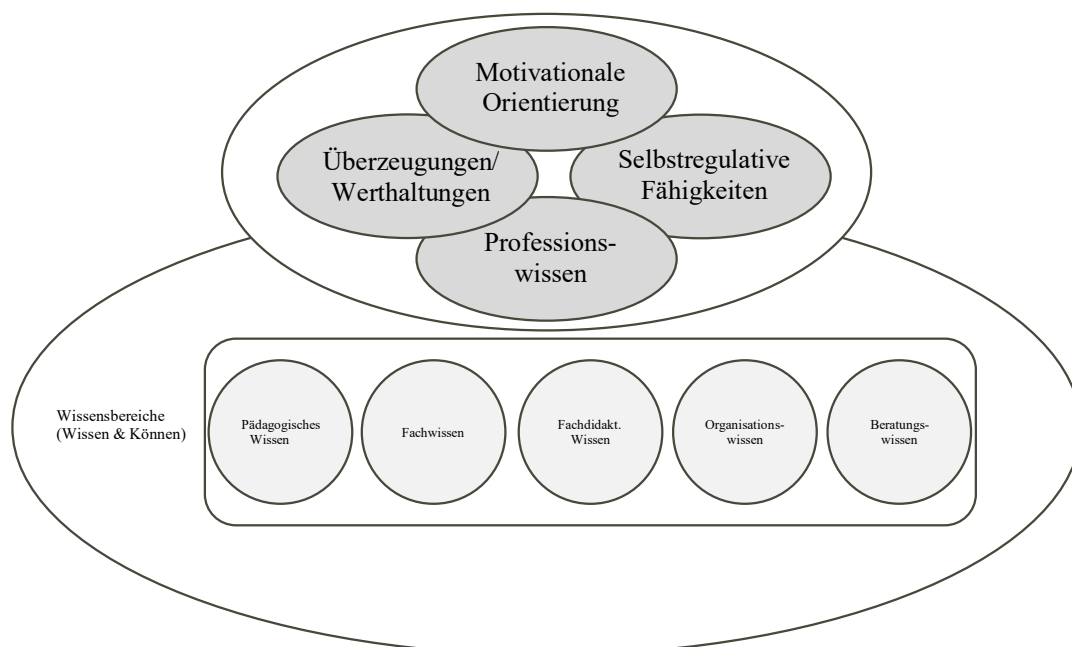 Motivationale
Orientierung
Überzeugungen/
Werthaltungen
Selbstregulative
Fähigkeiten
Professions-
wissen
Wissensbereiche
(Wissen & Können)
Pädagogisches
Wissen
Fachwissen
Fachdidakt.
Wissen
Organisations-
wissen
Beratungs-
wissen